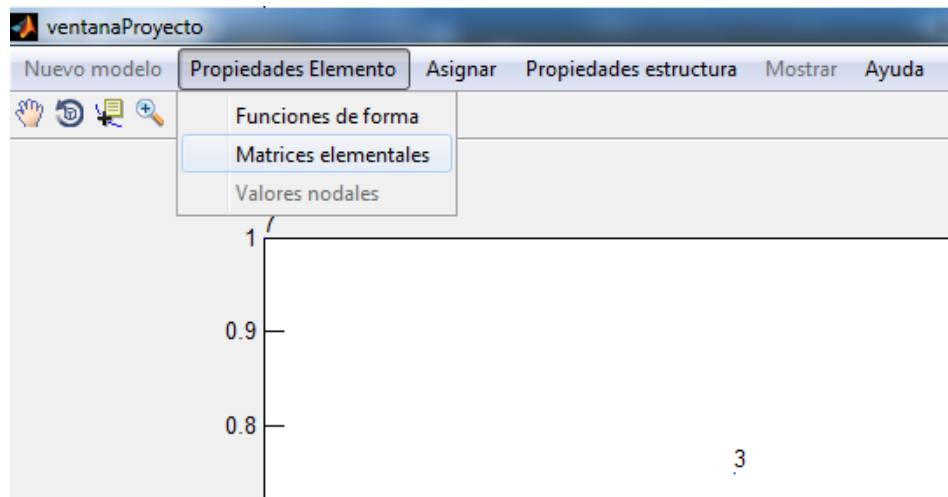 ventanaProyecto
Nuevo modelo Propiedades Elemento Asignar Propiedades estructura Mostrar Ayuda
Funciones de forma
Matrices elementales
Valores nodales
1
0.9
0.8
3